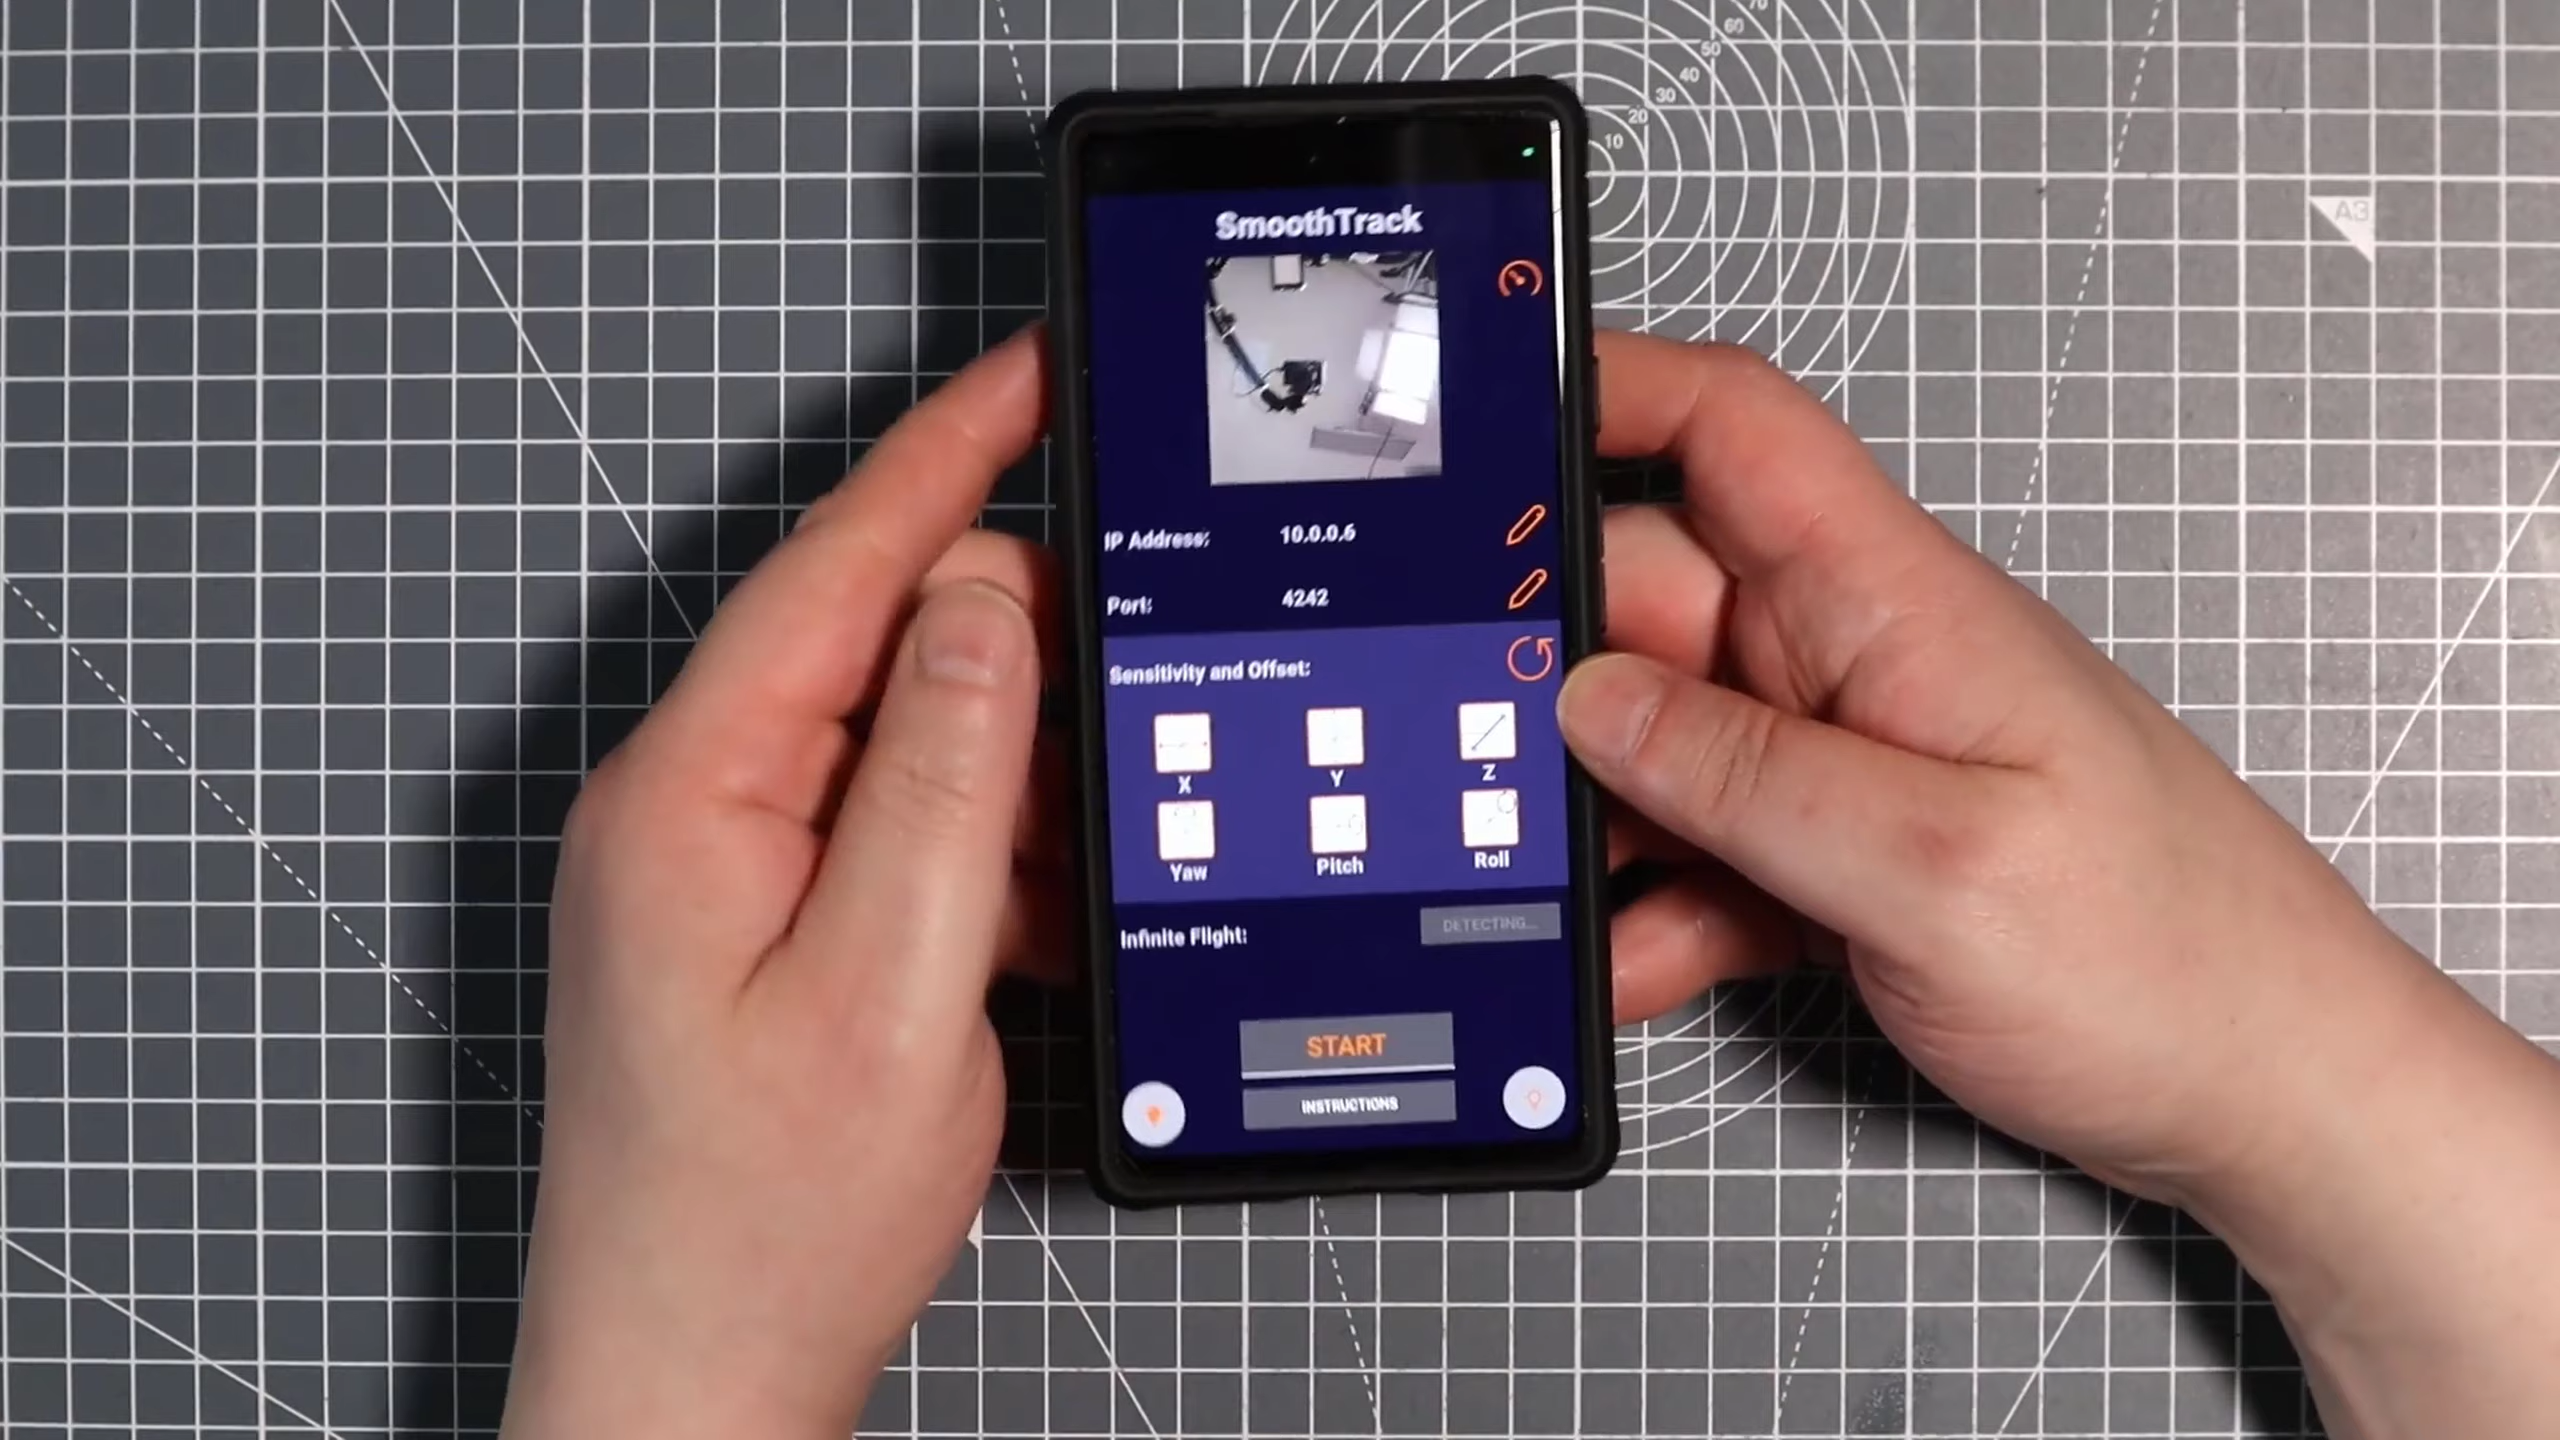 70
60
50
40
30
20
10
A3
SmoothTrack
IP Address: 10.0.0.6
Port: 4242
Sensitivity and Offset:
X Y Z
Yaw Pitch Roll
Infinite Flight: DETECTING...
START
INSTRUCTIONS